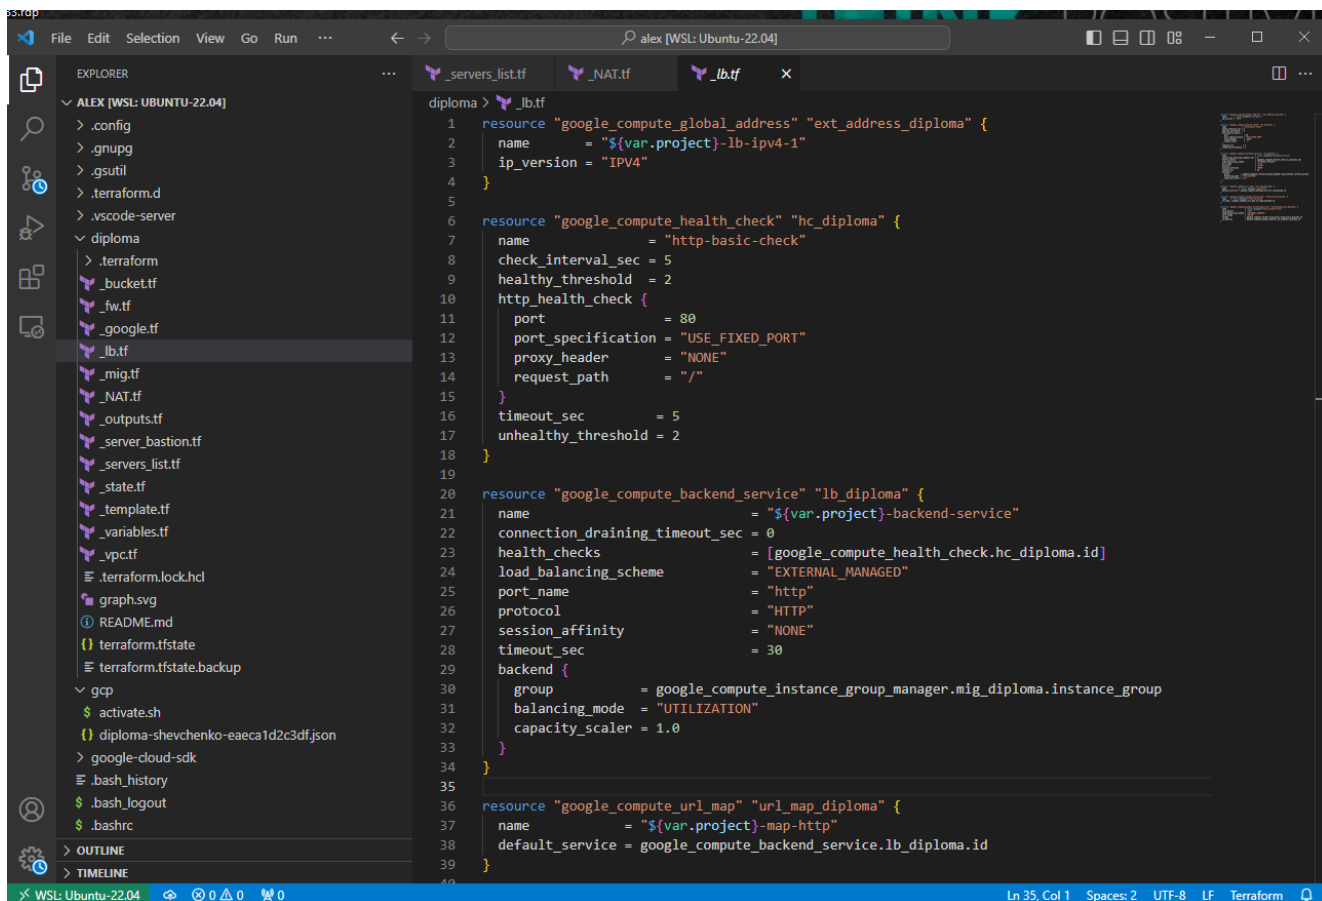 53.rdp
File Edit Selection View Go Run ··· alex [WSL: Ubuntu-22.04]
EXPLORER ···
ALEX [WSL: UBUNTU-22.04]
.config
.gnupg
.gsutil
.terraform.d
.vscode-server
diploma
.terraform
_bucket.tf
_fw.tf
_google.tf
_lb.tf
_mig.tf
_NAT.tf
_outputs.tf
_server_bastion.tf
_servers_list.tf
_state.tf
_template.tf
_variables.tf
_vpc.tf
.terraform.lock.hcl
graph.svg
README.md
{} terraform.tfstate
terraform.tfstate.backup
gcp
$ activate.sh
{} diploma-shevchenko-eaeca1d2c3df.json
google-cloud-sdk
.bash_history
$ .bash_logout
$ .bashrc
OUTLINE
TIMELINE
_servers_list.tf _NAT.tf _lb.tf
diploma > _lb.tf
1 resource "google_compute_global_address" "ext_address_diploma" {
2 name = "${var.project}-lb-ipv4-1"
3 ip_version = "IPV4"
4 }
5
6 resource "google_compute_health_check" "hc_diploma" {
7 name = "http-basic-check"
8 check_interval_sec = 5
9 healthy_threshold = 2
10 http_health_check {
11 port = 80
12 port_specification = "USE_FIXED_PORT"
13 proxy_header = "NONE"
14 request_path = "/"
15 }
16 timeout_sec = 5
17 unhealthy_threshold = 2
18 }
19
20 resource "google_compute_backend_service" "lb_diploma" {
21 name = "${var.project}-backend-service"
22 connection_draining_timeout_sec = 0
23 health_checks = [google_compute_health_check.hc_diploma.id]
24 load_balancing_scheme = "EXTERNAL_MANAGED"
25 port_name = "http"
26 protocol = "HTTP"
27 session_affinity = "NONE"
28 timeout_sec = 30
29 backend {
30 group = google_compute_instance_group_manager.mig_diploma.instance_group
31 balancing_mode = "UTILIZATION"
32 capacity_scaler = 1.0
33 }
34 }
35
36 resource "google_compute_url_map" "url_map_diploma" {
37 name = "${var.project}-map-http"
38 default_service = google_compute_backend_service.lb_diploma.id
39 }
WSL: Ubuntu-22.04 0 0 0 Ln 35, Col 1 Spaces: 2 UTF-8 LF Terraform